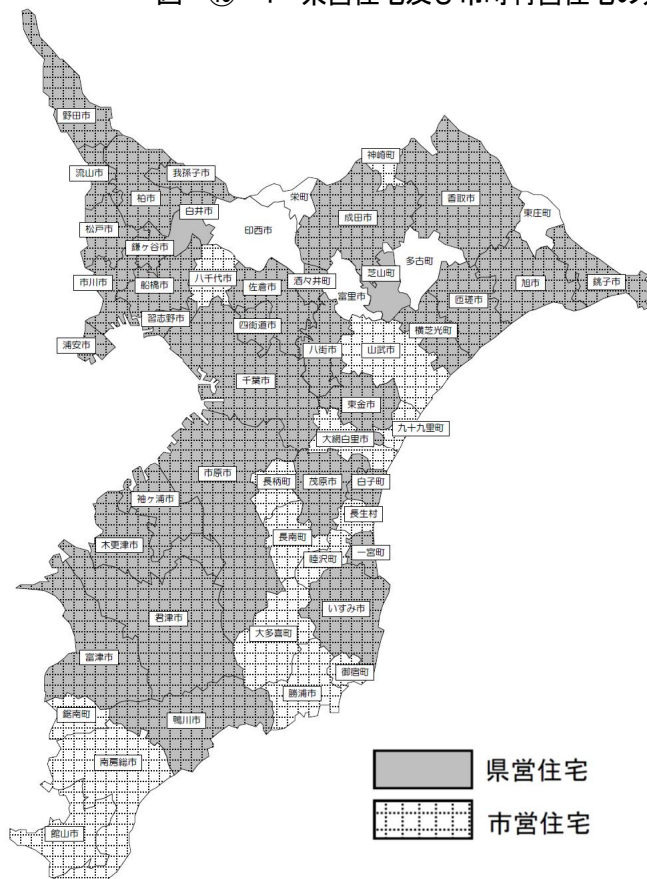 県営住宅及び市町村営住宅の
野田市
流山市
我孫子市
柏市
白井市
松戸市
鎌ヶ谷市
市川市
船橋市
八千代市
習志野市
浦安市
印西市
栄町
神崎町
成田市
香取市
東庄町
多古町
芝山町
富里市
酒々井町
佐倉市
四街道市
八街市
千葉市
旭市
銚子市
匝瑳市
横芝光町
山武市
東金市
九十九里町
大網白里市
市原市
長柄町
茂原市
白子町
袖ヶ浦市
長生村
長南町
木更津市
睦沢町
一宮町
いすみ市
君津市
大多喜町
富津市
御宿町
勝浦市
鋸南町
鴨川市
南房総市
館山市
県営住宅
市営住宅